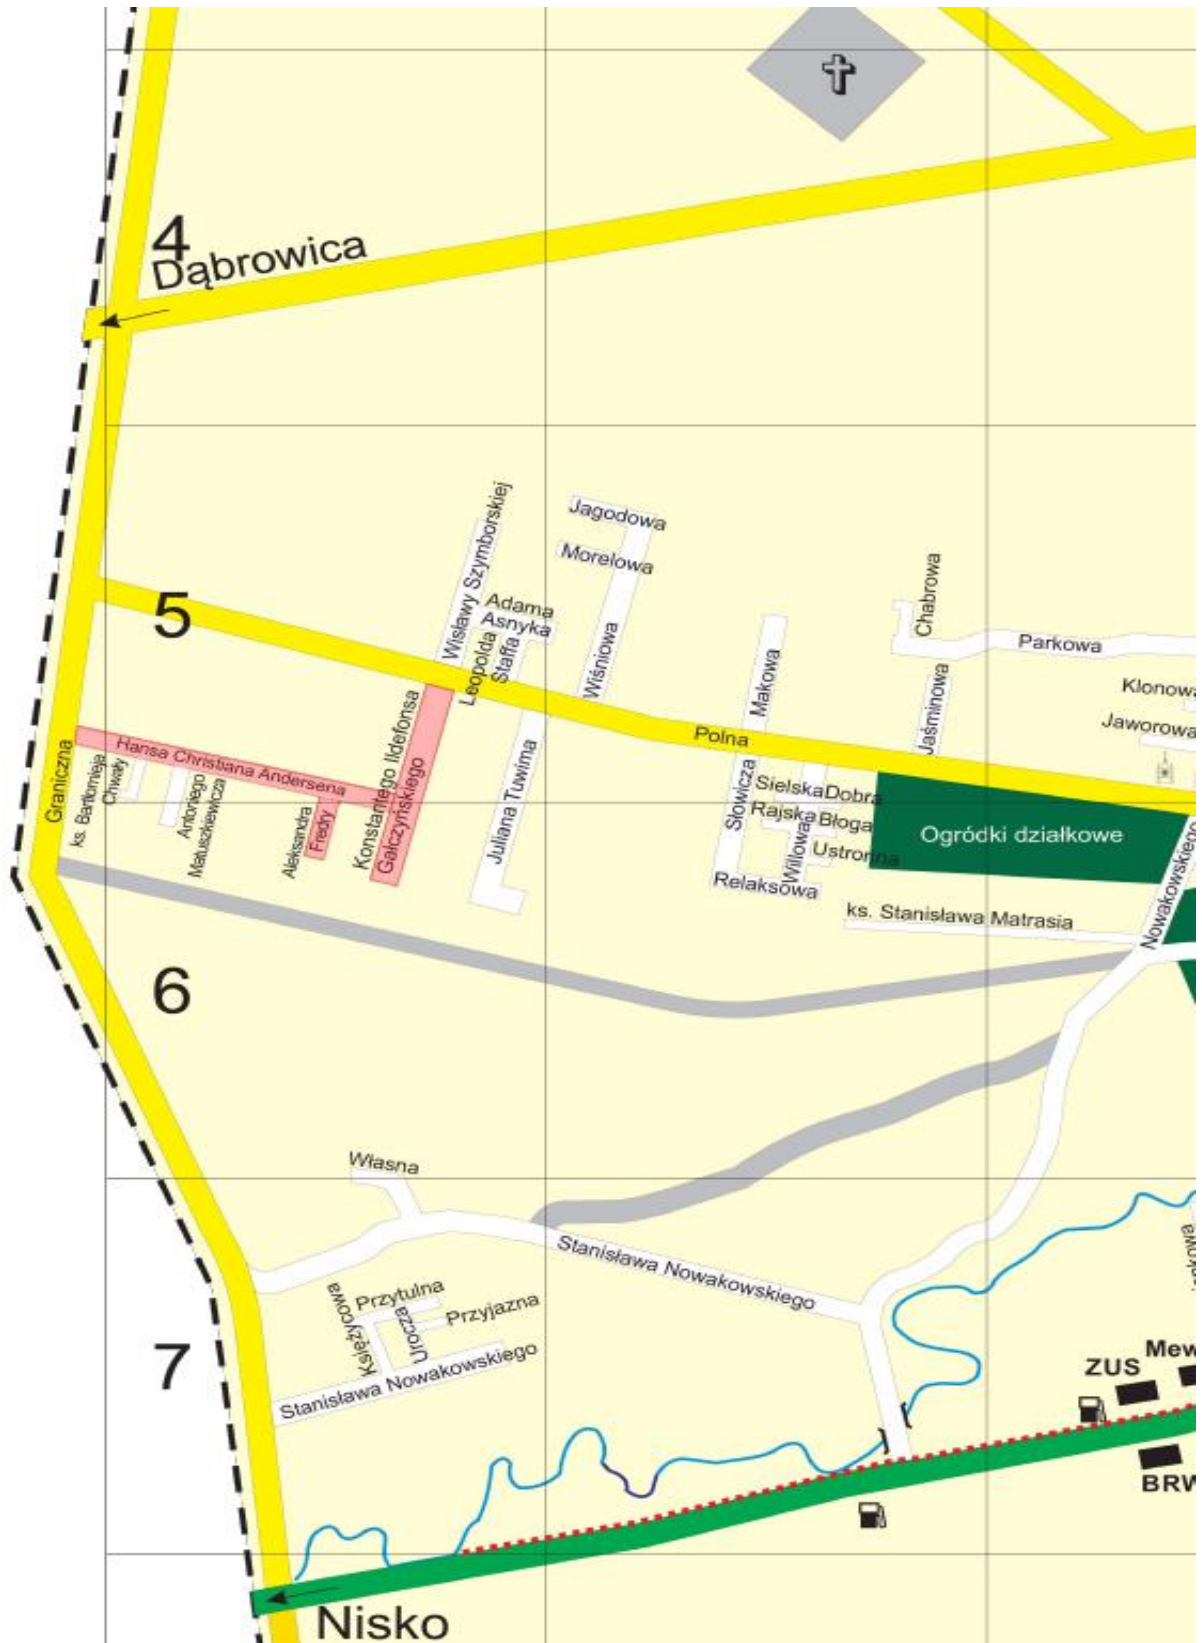 4
Dąbrowica
Jagodowa
Morelowa
Wisławy Szymborskiej
Adama
Asnyka
Leopolda
Staffa
Wiśniowa
5
Chabrowa
Parkowa
Makowa
Jaśminowa
Klonowa
Jaworowa
Polna
Graniczna
Hansa Christiana Andersena
ks. Bartłomieja
Chwały
Antoniego
Matuszkiewicza
Aleksandra
Fredry
Konstantego Ildefonsa
Gałczyńskiego
Juliana Tuwima
Słowicza
Sielska
Dobra
Rajska
Błoga
Willowa
Ustronna
Relaksowa
Ogródki działkowe
ks. Stanisława Matrasia
Nowakowskiego
6
Własna
Stanisława Nowakowskiego
Księżycowa
Przytulna
Urocza
Przyjazna
Stanisława Nowakowskiego
7
Mew
ZUS
BRW
Nisko